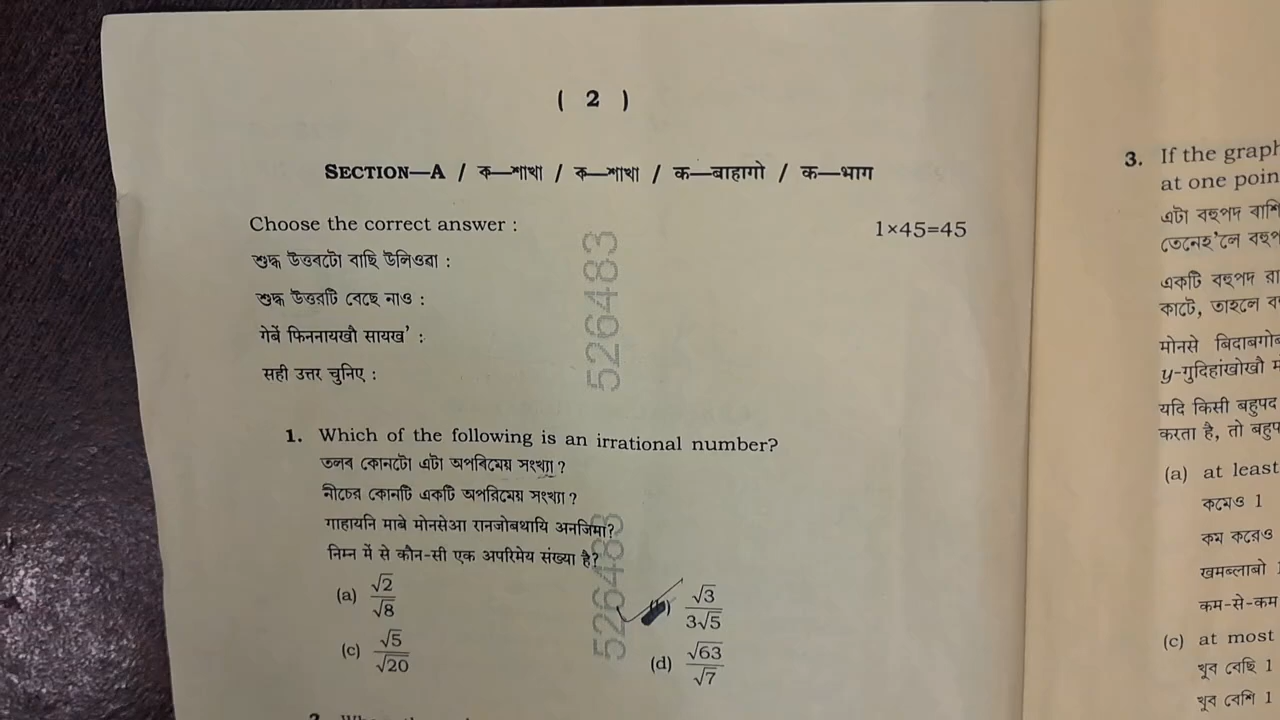 ( 2 )
SECTION—A / ক—শাখা / ক—শাখা / क—बाहागो / क—भाग
Choose the correct answer :
1×45=45
শুদ্ধ উত্তৰটো বাছি উলিওৱা :
শুদ্ধ উত্তরটি বেছে নাও :
गेबें फिननायखौ सायख' :
सही उत्तर चुनिए :
526483
1. Which of the following is an irrational number?
তলৰ কোনটো এটা অপৰিমেয় সংখ্যা ?
নীচের কোনটি একটি অপরিমেয় সংখ্যা ?
गाहायनि माबे मोनसेआ रानजोबथायि अनजिमा?
निम्न में से कौन-सी एक अपरिमेय संख्या है?
526483
(a) √2/√8
(b) √3/3√5
(c) √5/√20
(d) √63/√7
3. If the graph
at one poin
এটা বহুপদ ৰাশি
তেনেহ'লে বহুপ
একটি বহুপদ রা
কাটে, তাহলে ব
मोनसे बिदाबगोब
y-गुदिहांखोखौ म
यदि किसी बहुपद
करता है, तो बहुप
(a) at least
কমেও 1
কম করেও
खमब्लाबो 1
कम-से-कम
(c) at most
খুব বেছি 1
খুব বেশি 1